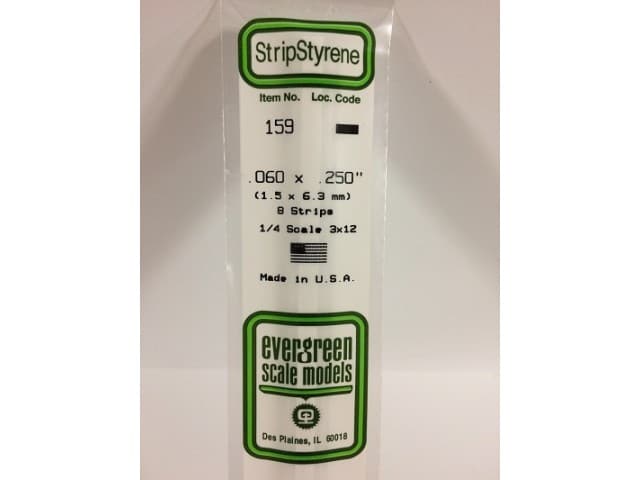 StripStyrene
Item No. Loc. Code
159
.060 x .250"
(1.5 x 6.3 mm)
8 Strips
1/4 Scale 3x12
Made in U.S.A.
evergreen
scale models
Des Plaines, IL 60018